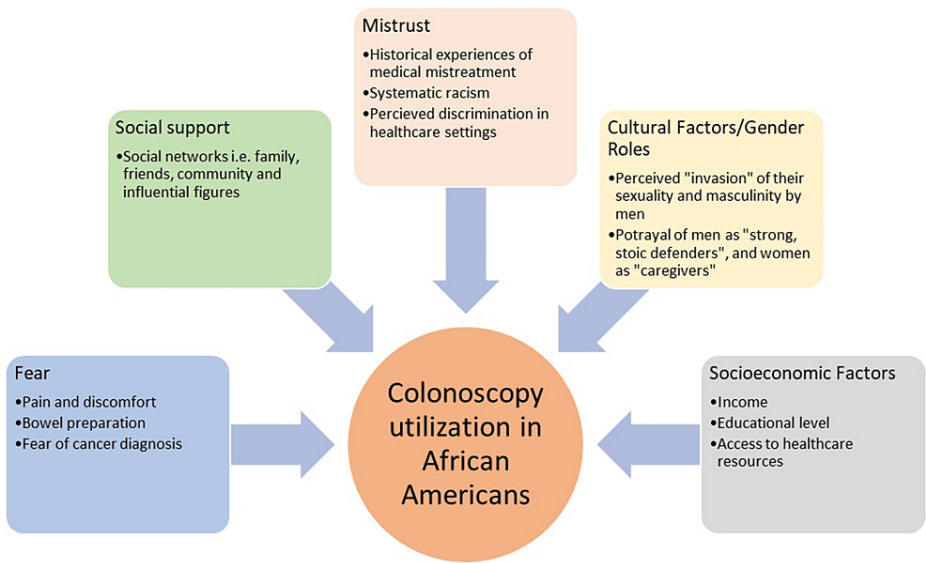 Mistrust
•Historical experiences of
medical mistreatment
•Systematic racism
•Percieved discrimination in
healthcare settings
Social support
•Social networks i.e. family,
friends, community and
influential figures
Cultural Factors/Gender
Roles
•Perceived "invasion" of their
sexuality and masculinity by
men
•Potrayal of men as "strong,
stoic defenders", and women
as "caregivers"
Fear
•Pain and discomfort
•Bowel preparation
•Fear of cancer diagnosis
Colonoscopy
utilization in
African
Americans
Socioeconomic Factors
•Income
•Educational level
•Access to healthcare
resources